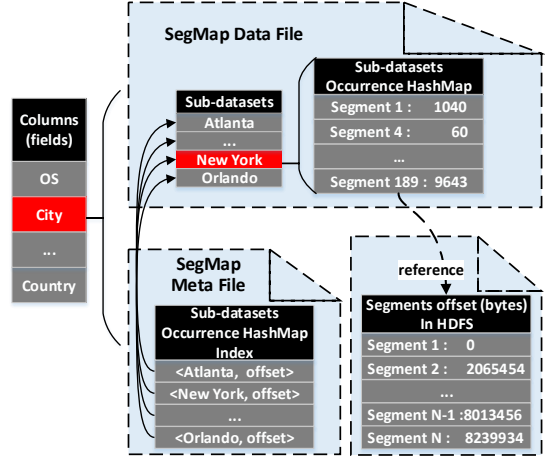 SegMap Data File
Sub-datasets
Occurrence HashMap
Segment 1 : 1040
Segment 4 : 60
...
Segment 189 : 9643
Sub-datasets
Atlanta
...
New York
Orlando
Columns
(fields)
OS
City
...
Country
SegMap
Meta File
Sub-datasets
Occurrence HashMap
Index
<Atlanta, offset>
<New York, offset>
...
<Orlando, offset>
reference
Segments offset (bytes)
In HDFS
Segment 1 : 0
Segment 2 : 2065454
...
Segment N-1 :8013456
Segment N : 8239934